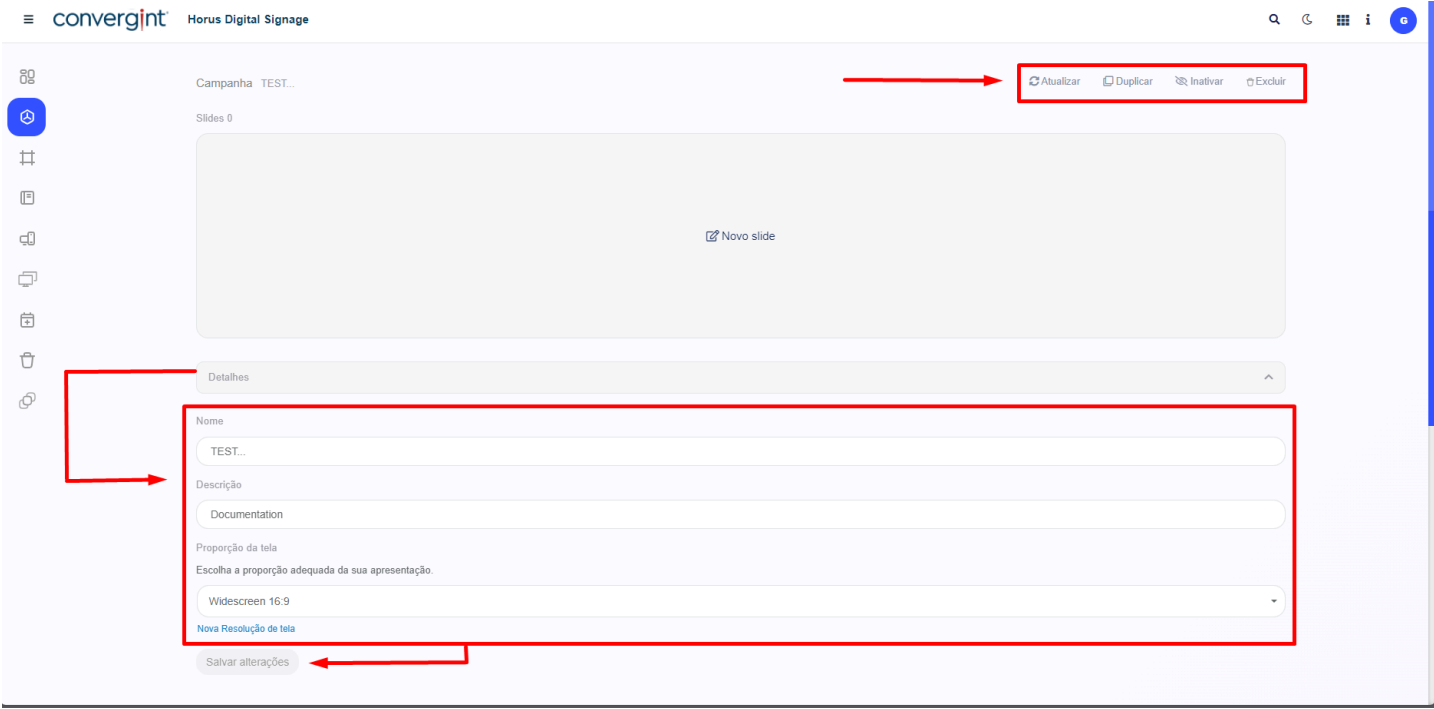 convergint Horus Digital Signage
G
Campanha TEST...
Atualizar Duplicar Inativar Excluir
Slides 0
Novo slide
Detalhes
Nome
TEST...
Descrição
Documentation
Proporção da tela
Escolha a proporção adequada da sua apresentação.
Widescreen 16:9
Nova Resolução de tela
Salvar alterações